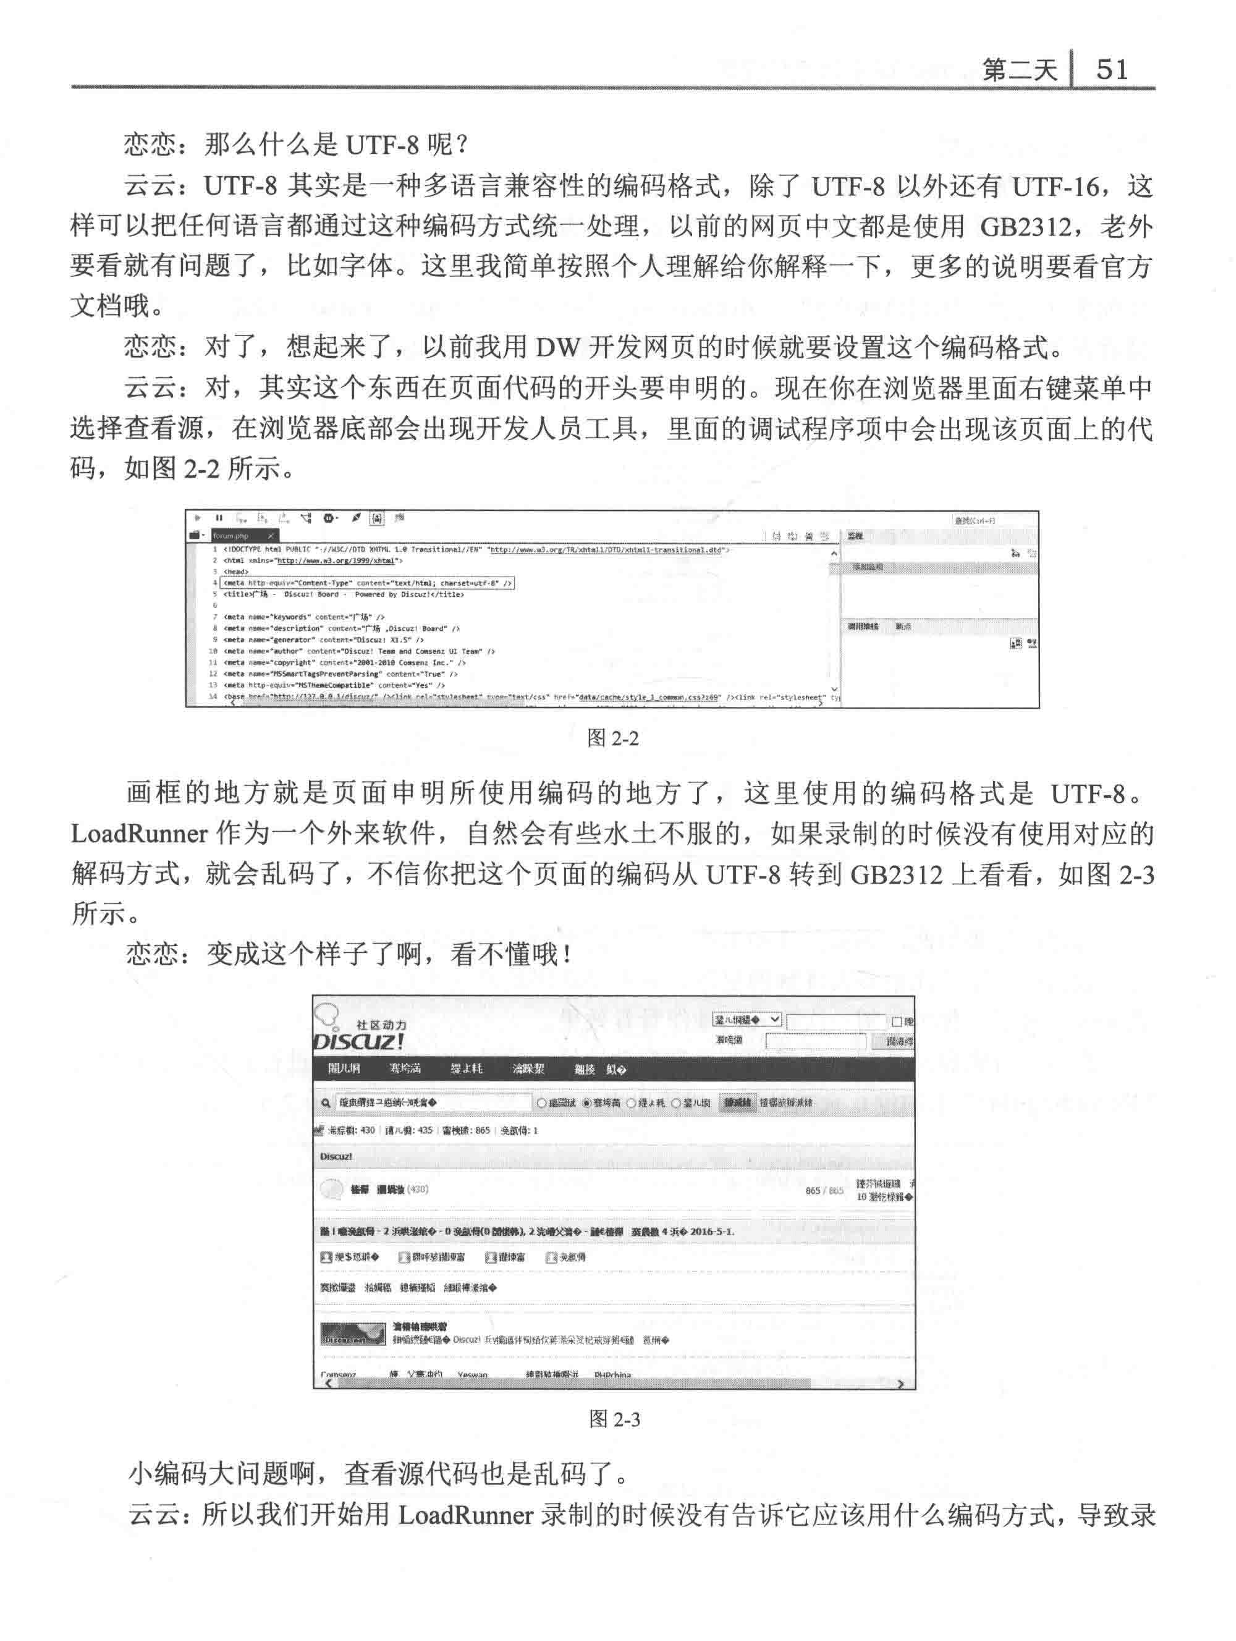 第二天 51
恋恋：那么什么是 UTF-8 呢？
云云：UTF-8 其实是一种多语言兼容性的编码格式，除了 UTF-8 以外还有 UTF-16，这
样可以把任何语言都通过这种编码方式统一处理，以前的网页中文都是使用 GB2312，老外
要看就有问题了，比如字体。这里我简单按照个人理解给你解释一下，更多的说明要看官方
文档哦。
恋恋：对了，想起来了，以前我用 DW 开发网页的时候就要设置这个编码格式。
云云：对，其实这个东西在页面代码的开头要申明的。现在你在浏览器里面右键菜单中
选择查看源，在浏览器底部会出现开发人员工具，里面的调试程序项中会出现该页面上的代
码，如图 2-2 所示。
查找(Ctrl+F)
forum.php
监视
1 <!DOCTYPE html PUBLIC "-//W3C//DTD XHTML 1.0 Transitional//EN" "http://www.w3.org/TR/xhtml1/DTD/xhtml1-transitional.dtd">
2 <html xmlns="http://www.w3.org/1999/xhtml">
3 <head>
添加监视
4 <meta http-equiv="Content-Type" content="text/html; charset=utf-8" />
5 <title>广场 - Discuz! Board - Powered by Discuz!</title>
6
7 <meta name="keywords" content="广场" />
8 <meta name="description" content="广场 ,Discuz! Board" />
调用堆栈 断点
9 <meta name="generator" content="Discuz! X1.5" />
10 <meta name="author" content="Discuz! Team and Comsenz UI Team" />
11 <meta name="copyright" content="2001-2010 Comsenz Inc." />
12 <meta name="MSSmartTagsPreventParsing" content="True" />
13 <meta http-equiv="MSThemeCompatible" content="Yes" />
14 <base href="http://127.0.0.1/discuz/" /><link rel="stylesheet" type="text/css" href="data/cache/style_1_common.css?z69" /><link rel="stylesheet"
图 2-2
画框的地方就是页面申明所使用编码的地方了，这里使用的编码格式是 UTF-8。
LoadRunner 作为一个外来软件，自然会有些水土不服的，如果录制的时候没有使用对应的
解码方式，就会乱码了，不信你把这个页面的编码从 UTF-8 转到 GB2312 上看看，如图 2-3
所示。
恋恋：变成这个样子了啊，看不懂哦！
社区动力
DISCUZ!
430 435 865 1
Discuz!
(430)
865 / 865
2016-5-1.
Discuz!
Comsenz Yeswan PHPchina
图 2-3
小编码大问题啊，查看源代码也是乱码了。
云云：所以我们开始用 LoadRunner 录制的时候没有告诉它应该用什么编码方式，导致录